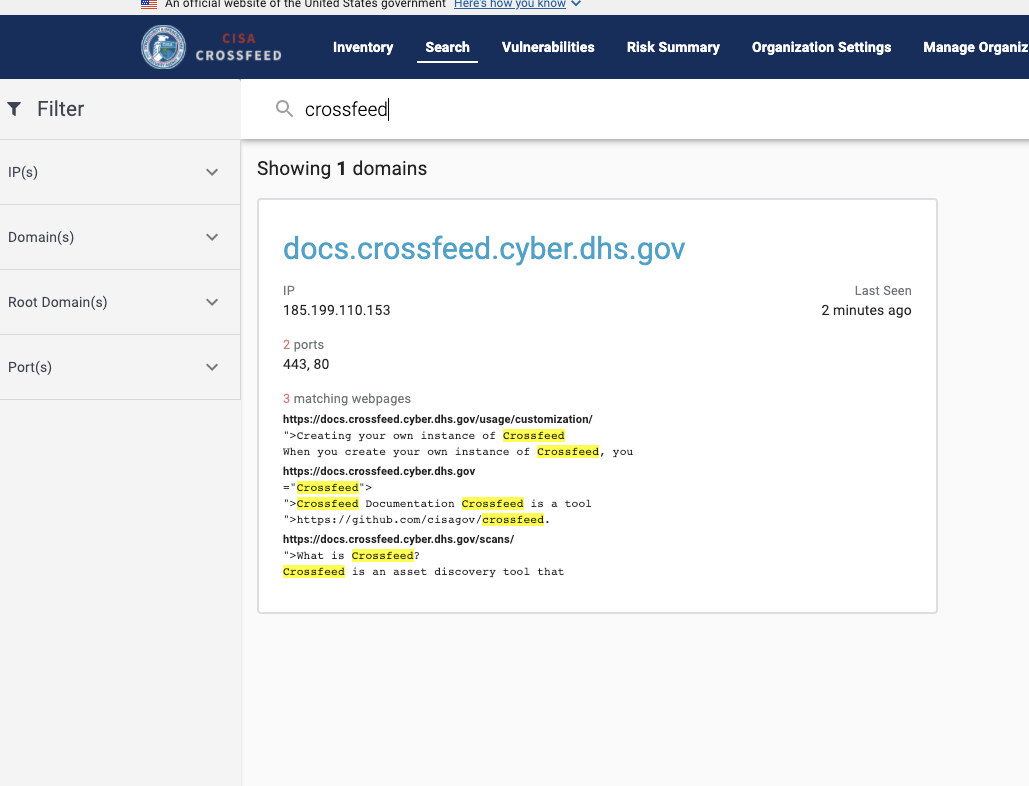 An official website of the United States government Here's how you know
CISA
CROSSFEED
Inventory Search Vulnerabilities Risk Summary Organization Settings Manage Organiz
Filter
crossfeed
IP(s)
Domain(s)
Root Domain(s)
Port(s)
Showing 1 domains
docs.crossfeed.cyber.dhs.gov
IP Last Seen
185.199.110.153 2 minutes ago
2 ports
443, 80
3 matching webpages
https://docs.crossfeed.cyber.dhs.gov/usage/customization/
">Creating your own instance of Crossfeed
When you create your own instance of Crossfeed, you
https://docs.crossfeed.cyber.dhs.gov
="Crossfeed">
">Crossfeed Documentation Crossfeed is a tool
">https://github.com/cisagov/crossfeed.
https://docs.crossfeed.cyber.dhs.gov/scans/
">What is Crossfeed?
Crossfeed is an asset discovery tool that